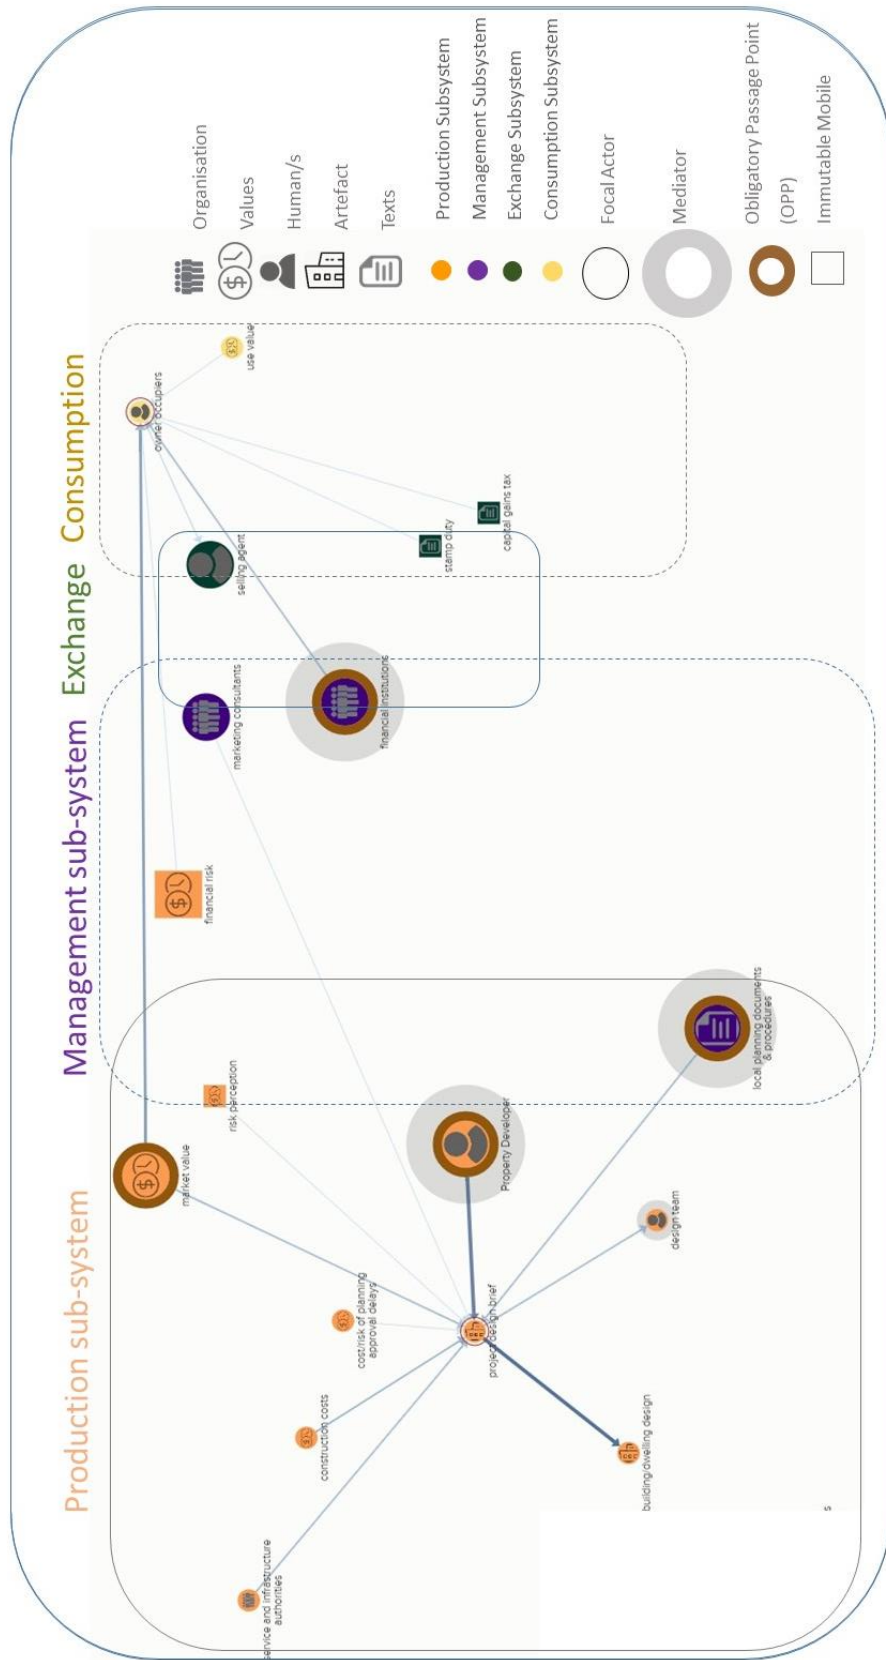 Production sub-system
Management sub-system
Exchange
Consumption
service and infrastructure
authorities
construction costs
cost/risk of planning
approval delays
market value
risk perception
financial risk
marketing consultants
selling agent
owner occupiers
use value
financial institutions
stamp duty
capital gains tax
project design brief
Property Developer
building/dwelling design
design team
local planning documents
& procedures
s
Organisation
Values
Human/s
Artefact
Texts
Production Subsystem
Management Subsystem
Exchange Subsystem
Consumption Subsystem
Focal Actor
Mediator
Obligatory Passage Point
(OPP)
Immutable Mobile